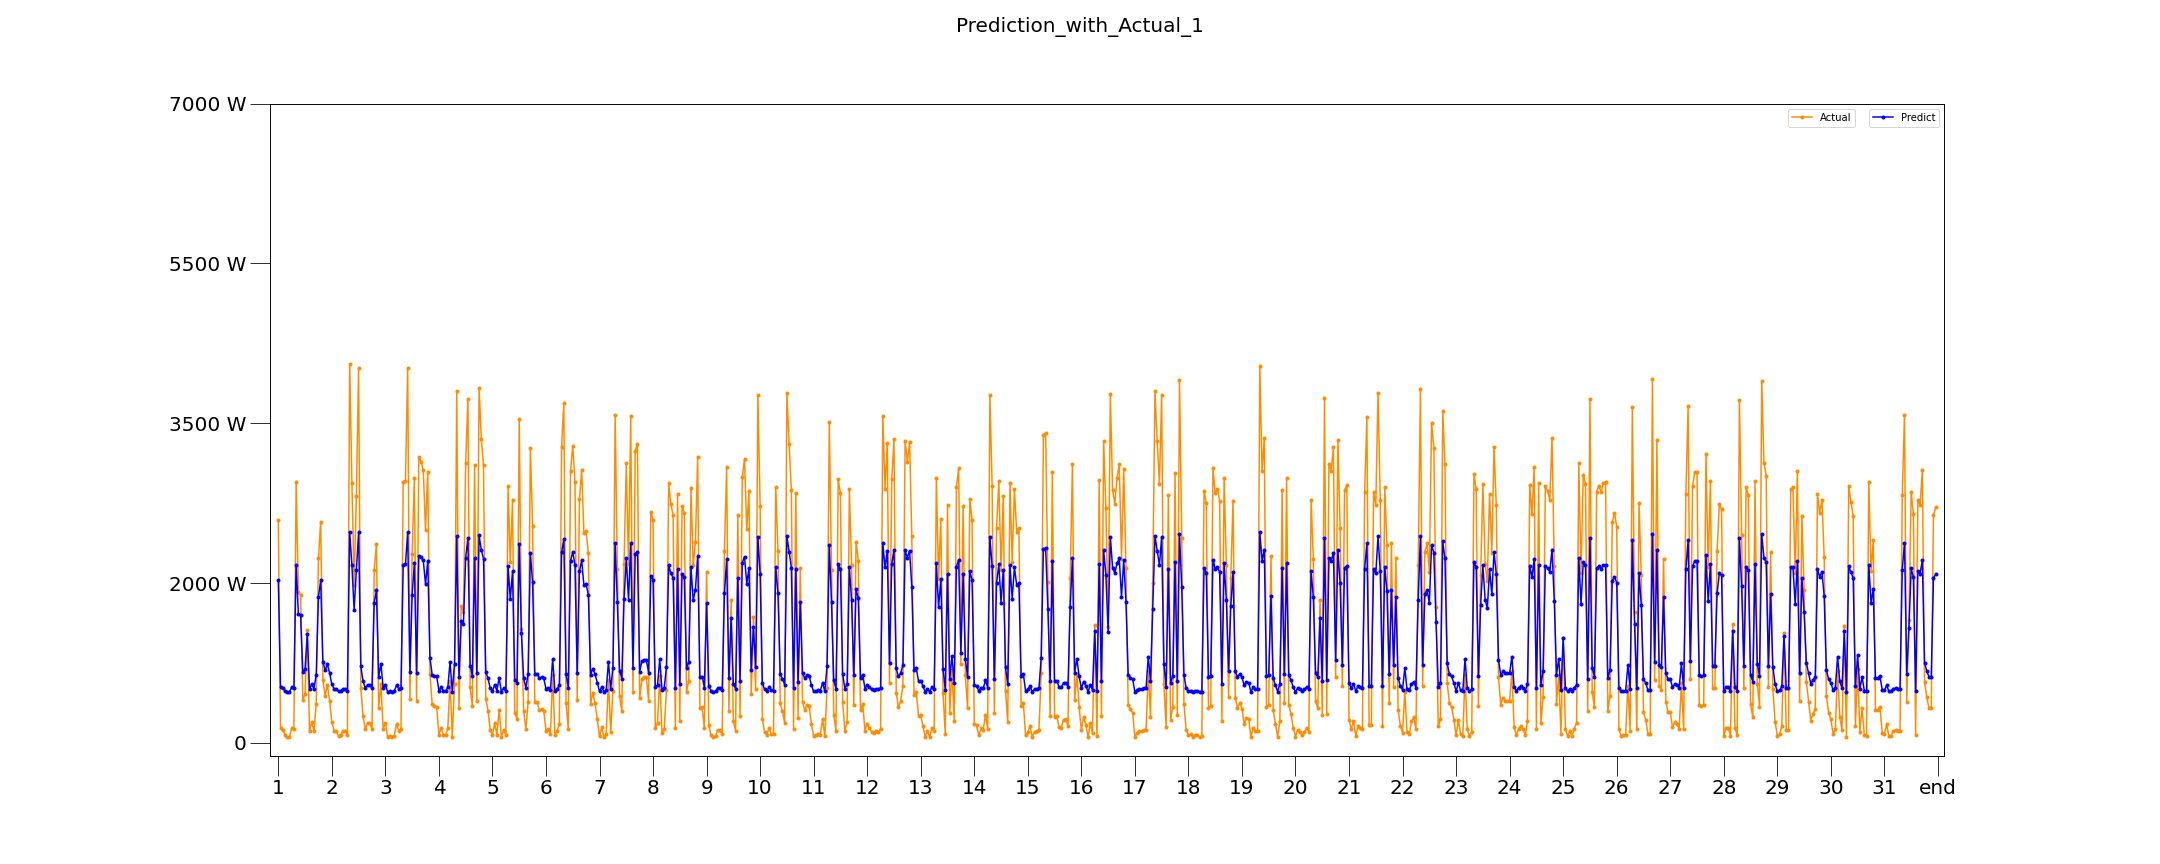 Prediction_with_Actual_1
Actual Predict
7000 W
5500 W
3500 W
2000 W
0
1 2 3 4 5 6 7 8 9 10 11 12 13 14 15 16 17 18 19 20 21 22 23 24 25 26 27 28 29 30 31 end